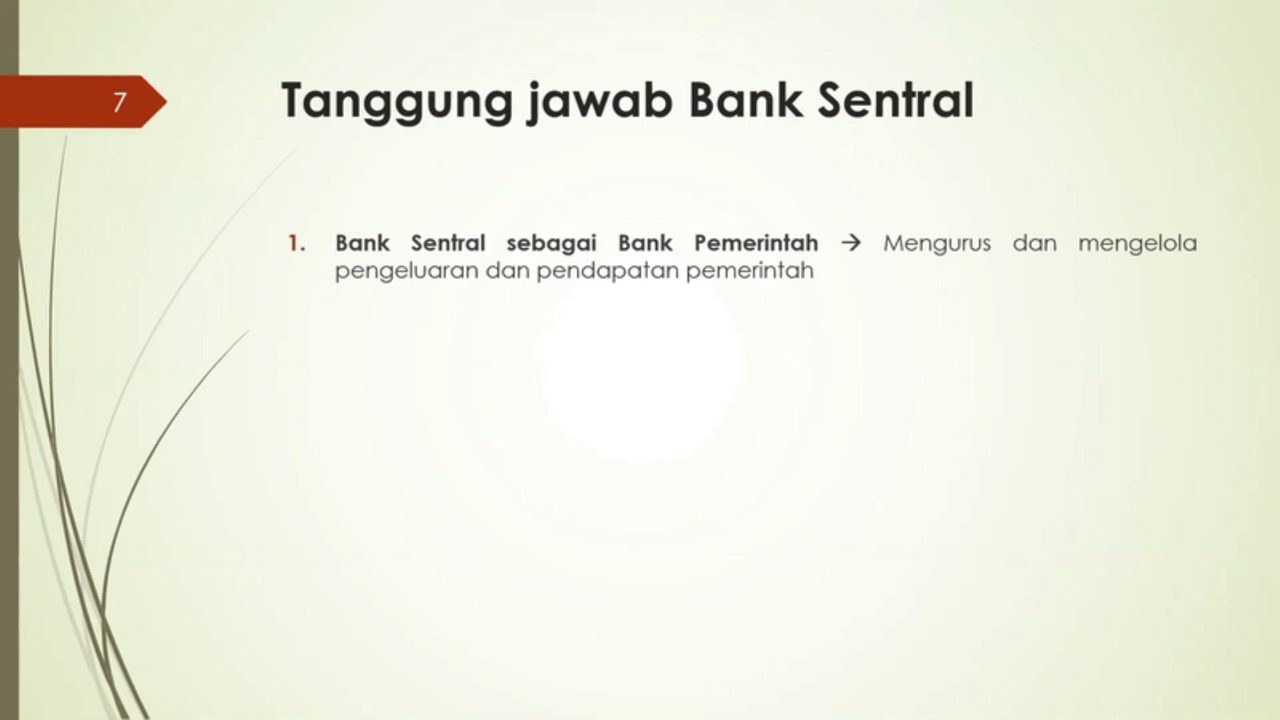 7
Tanggung jawab Bank Sentral
1. Bank Sentral sebagai Bank Pemerintah → Mengurus dan mengelola
pengeluaran dan pendapatan pemerintah